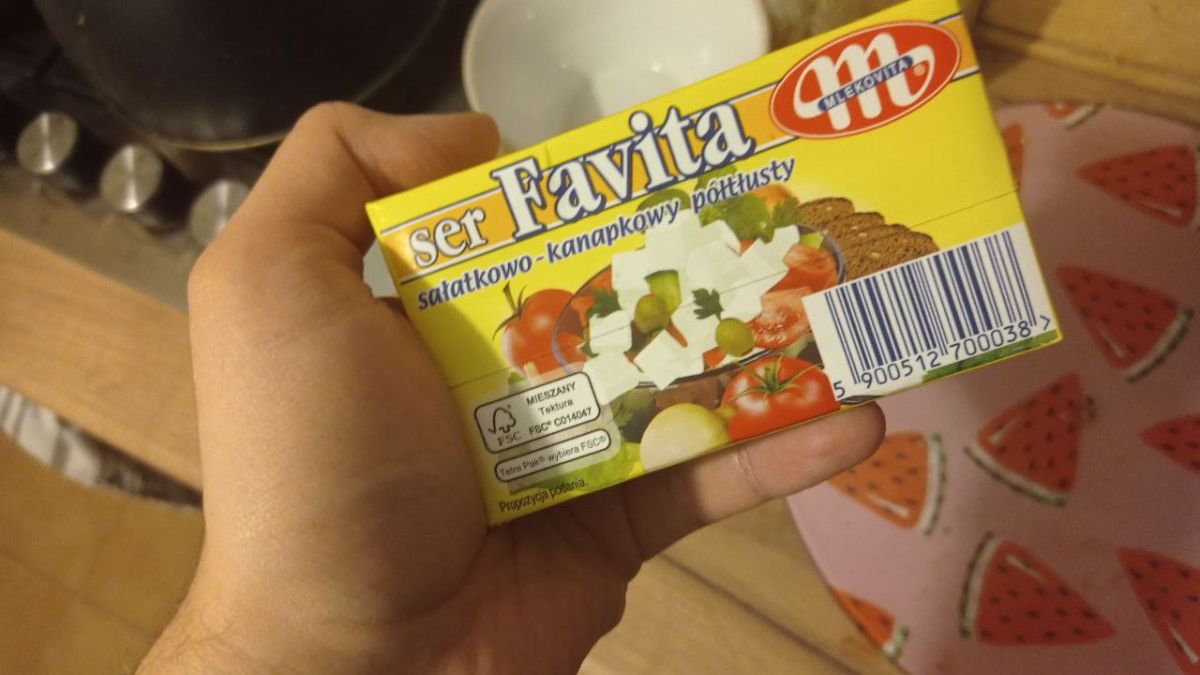 MLEKOVITA
ser Favita
sałatkowo-kanapkowy półtłusty
FSC
MIESZANY
Tektura
FSC® C014047
Tetra Pak® wybiera FSC®
Propozycja podania.
5 900512 700038 >